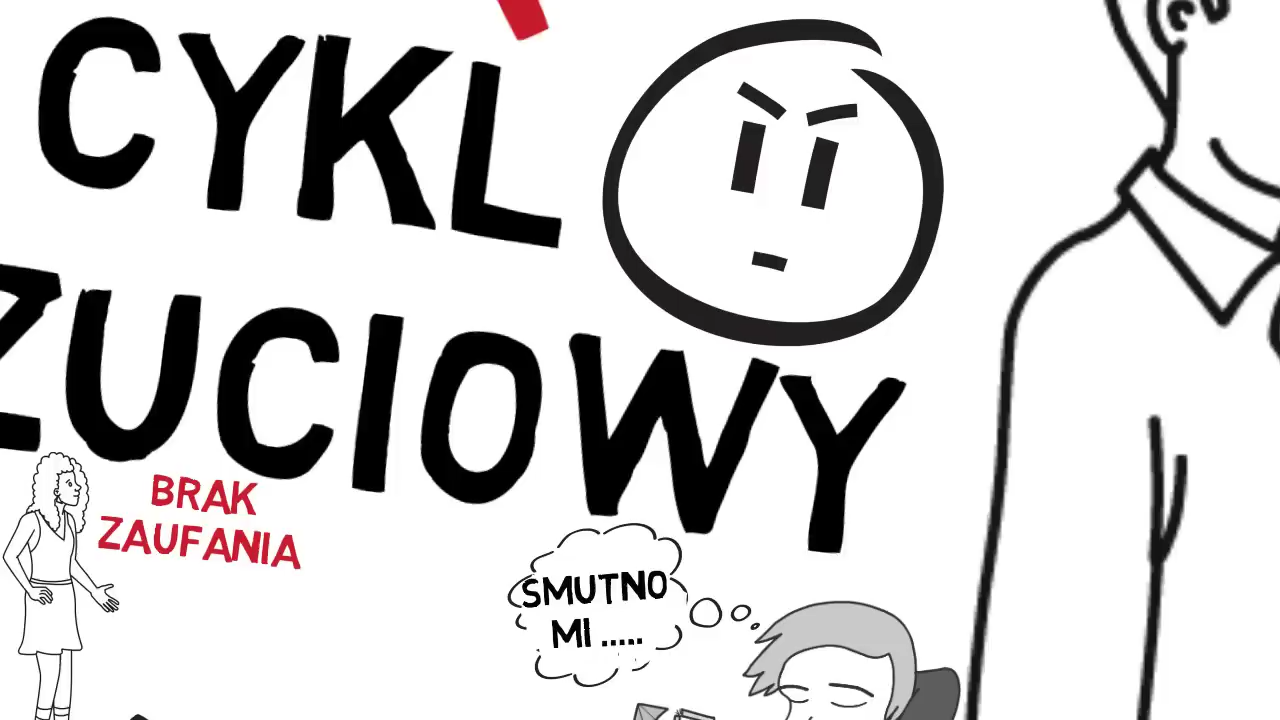 CYKL
ZUCIOWY
BRAK
ZAUFANIA
SMUTNO
MI .....